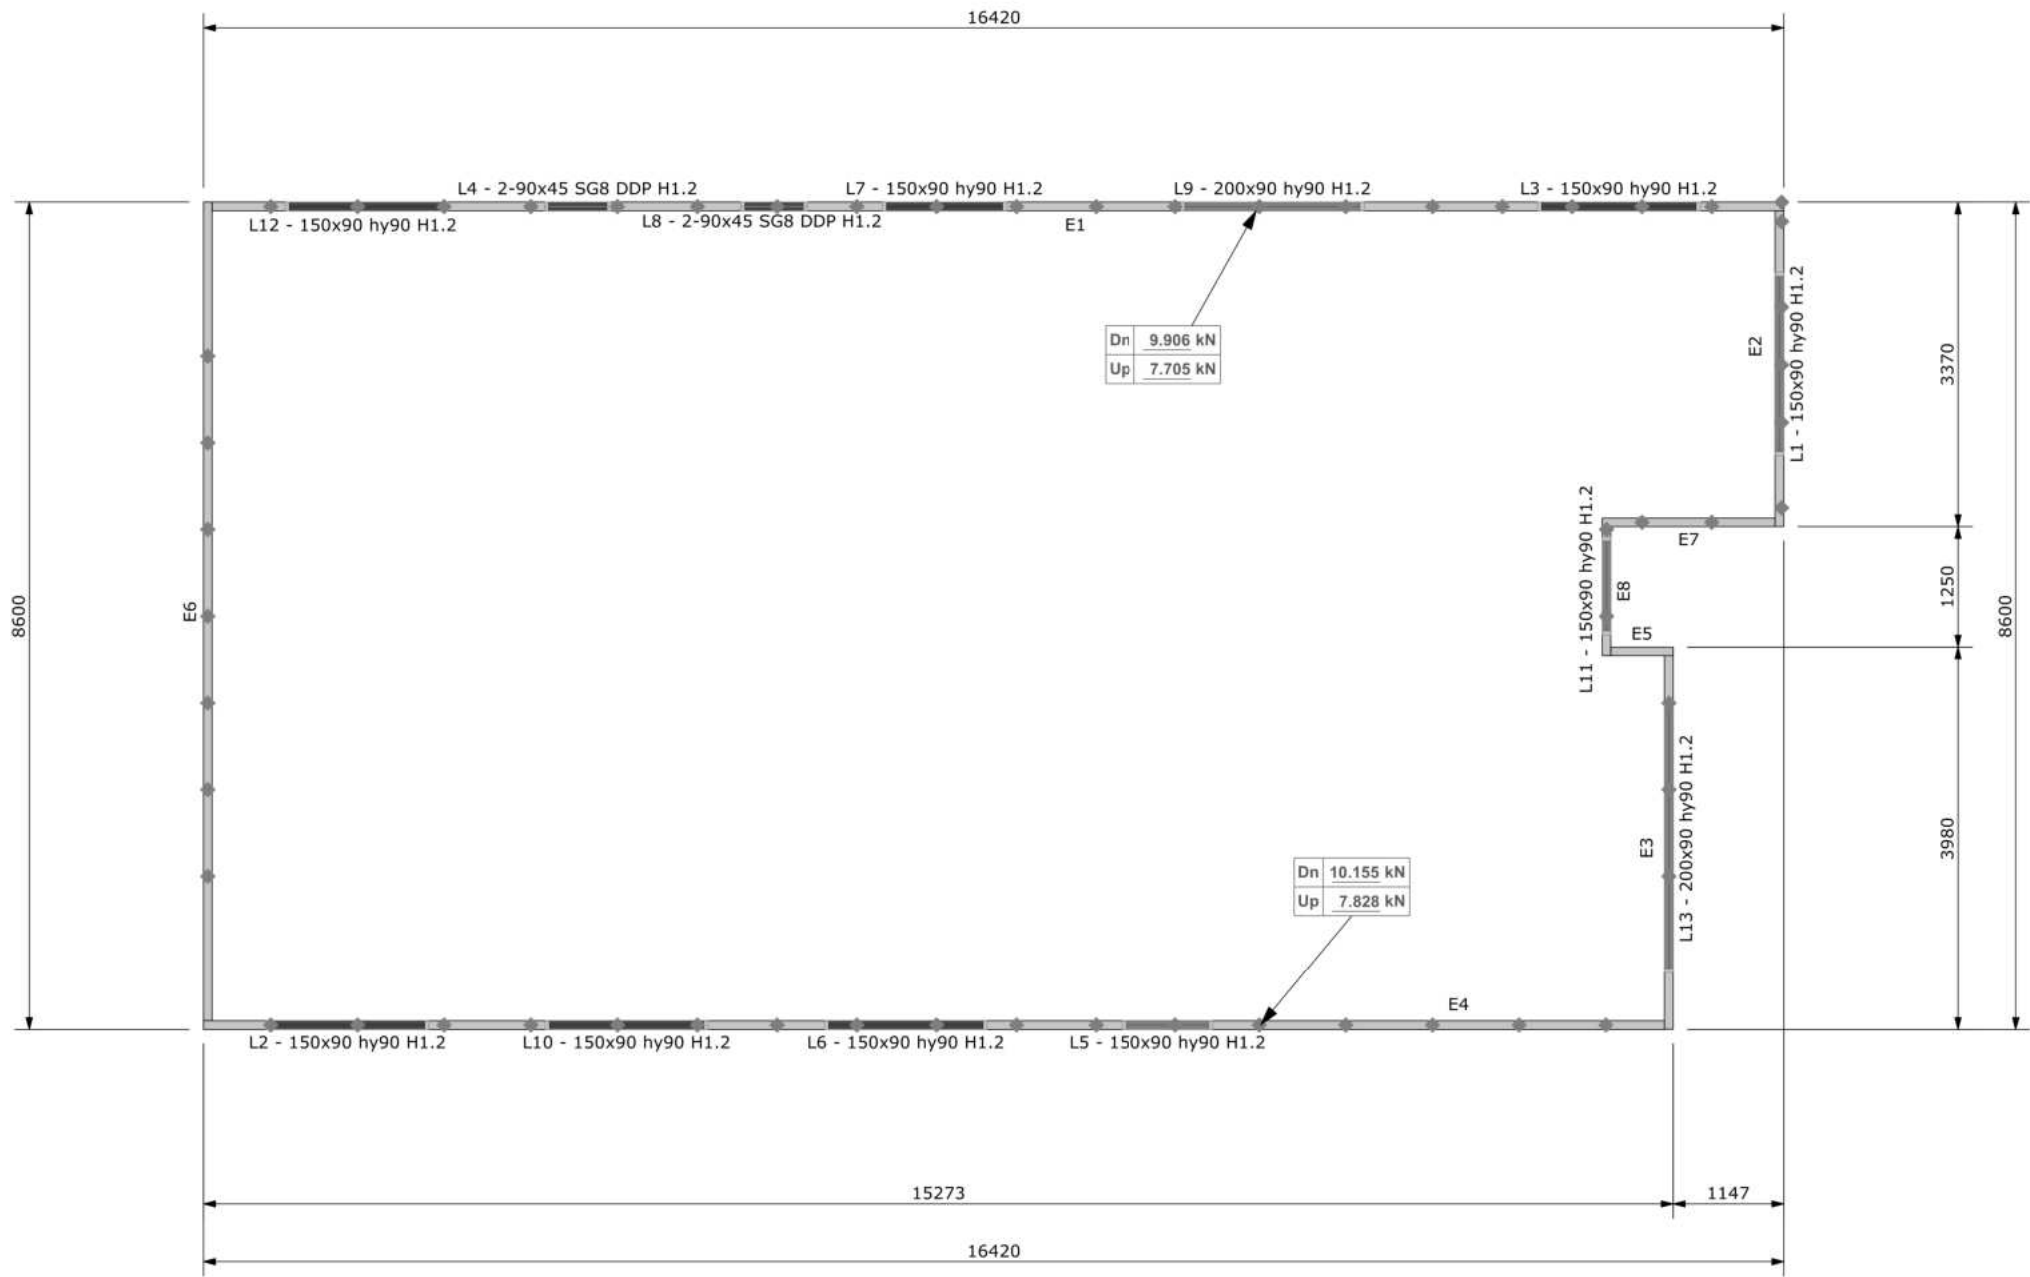 16420
L4 - 2-90x45 SG8 DDP H1.2
L7 - 150x90 hy90 H1.2
L9 - 200x90 hy90 H1.2
L3 - 150x90 hy90 H1.2
L12 - 150x90 hy90 H1.2
L8 - 2-90x45 SG8 DDP H1.2
E1
Dn 9.906 kN
Up 7.705 kN
E2
L1 - 150x90 hy90 H1.2
3370
E7
L11 - 150x90 hy90 H1.2
E8
1250
E5
8600
E6
8600
L13 - 200x90 hy90 H1.2
E3
3980
Dn 10.155 kN
Up 7.828 kN
E4
L2 - 150x90 hy90 H1.2
L10 - 150x90 hy90 H1.2
L6 - 150x90 hy90 H1.2
L5 - 150x90 hy90 H1.2
15273
1147
16420